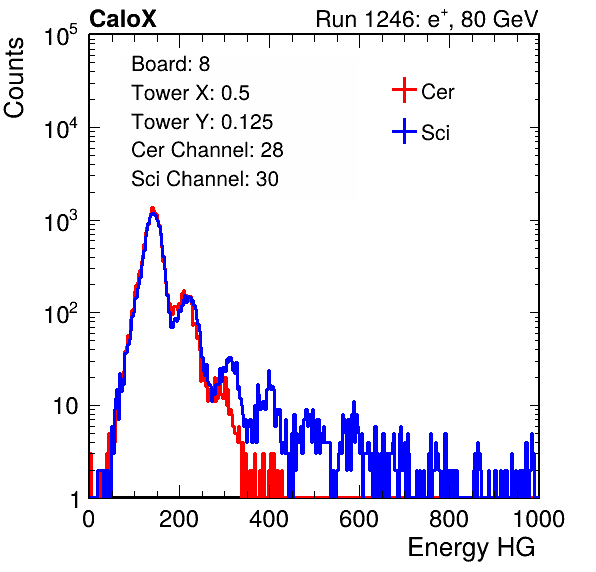 CaloX Run 1246: e⁺, 80 GeV
Counts
Board: 8
Tower X: 0.5
Tower Y: 0.125
Cer Channel: 28
Sci Channel: 30
Cer
Sci
10⁵
10⁴
10³
10²
10
1
0 200 400 600 800 1000
Energy HG